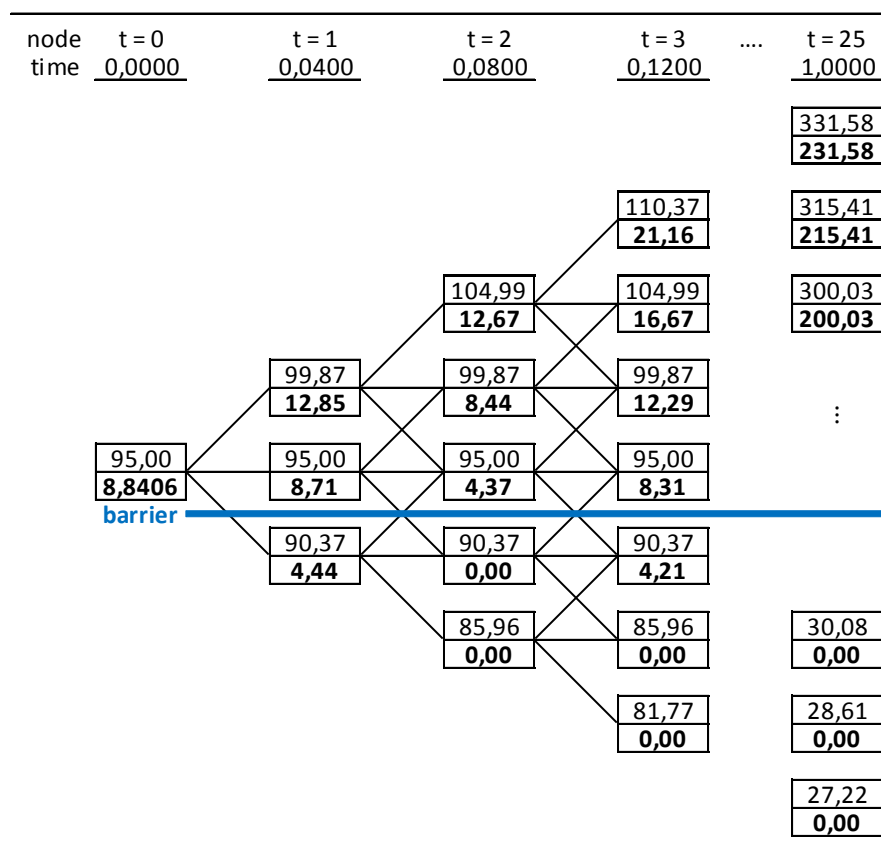 node t = 0 t = 1 t = 2 t = 3 .... t = 25
time 0,0000 0,0400 0,0800 0,1200 1,0000
331,58
231,58
110,37 315,41
21,16 215,41
104,99 104,99 300,03
12,67 16,67 200,03
99,87 99,87 99,87
12,85 8,44 12,29
⋮
95,00 95,00 95,00 95,00
8,8406 8,71 4,37 8,31
barrier
90,37 90,37 90,37
4,44 0,00 4,21
85,96 85,96 30,08
0,00 0,00 0,00
81,77 28,61
0,00 0,00
27,22
0,00